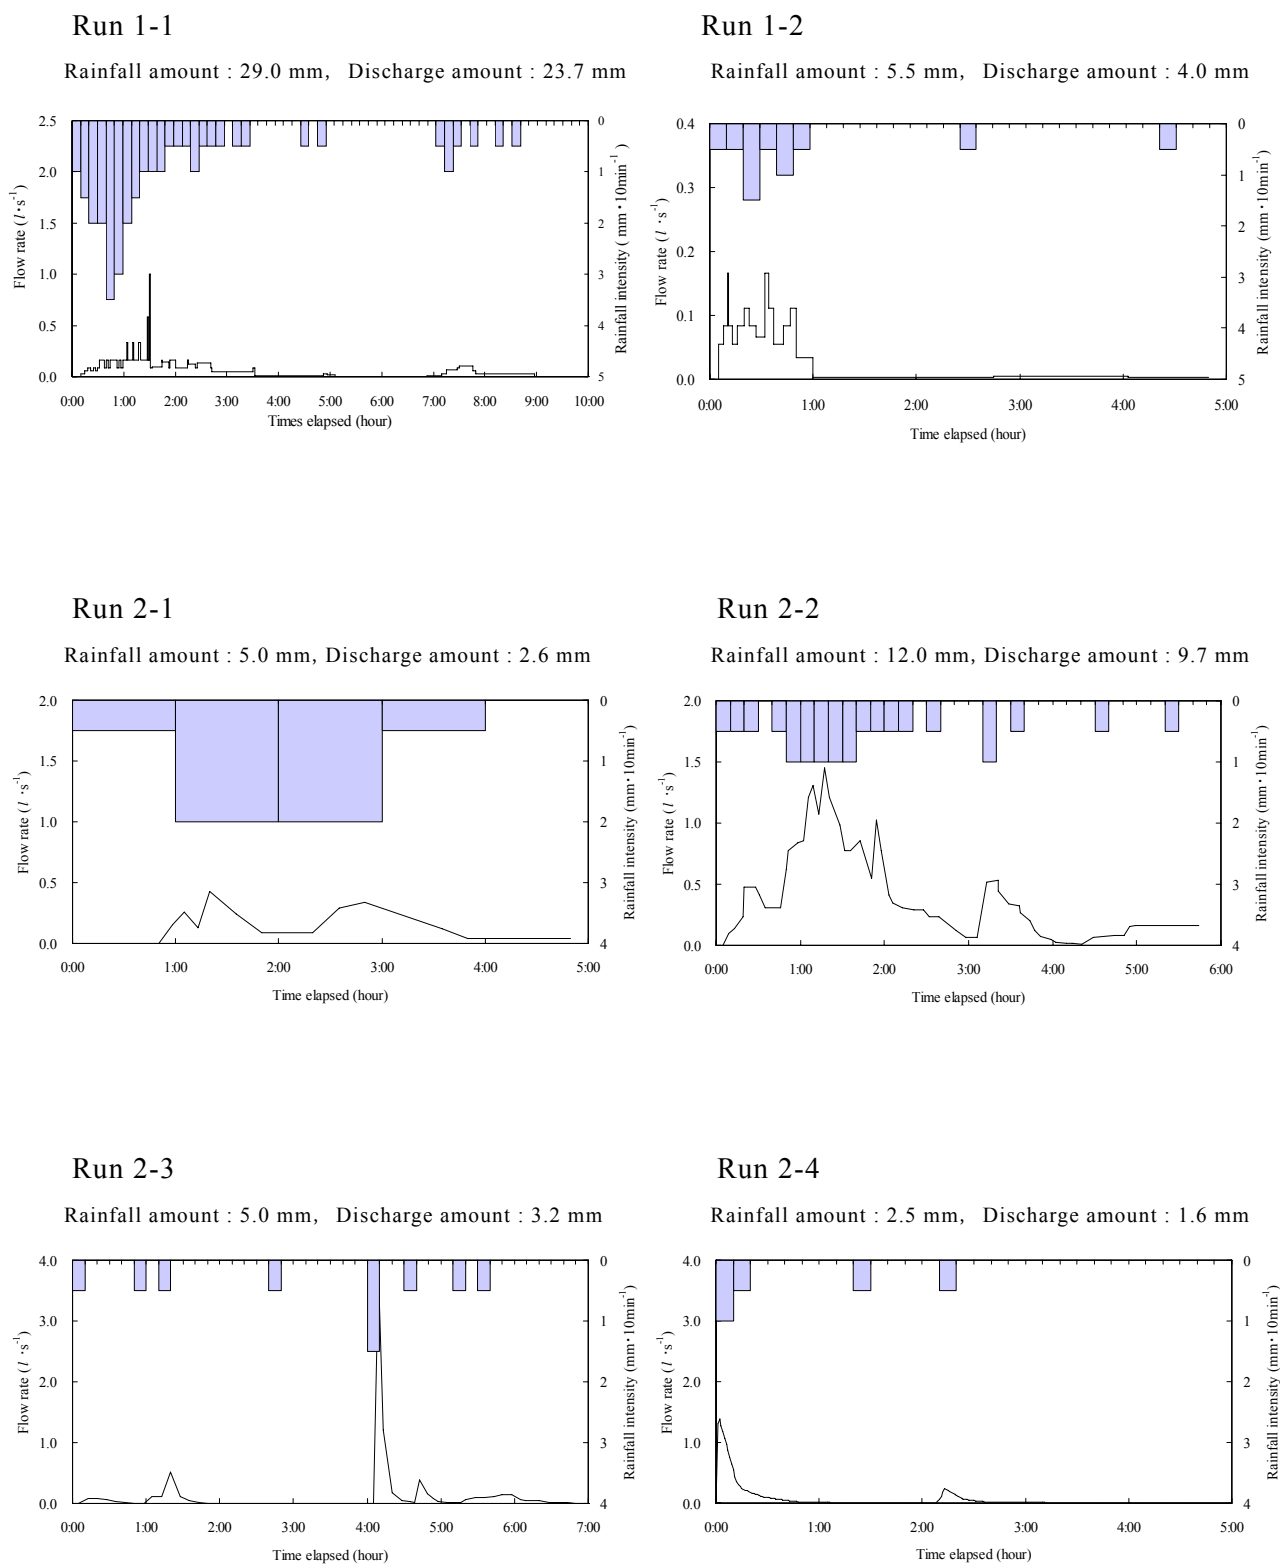 Run 1-1
Rainfall amount : 29.0 mm, Discharge amount : 23.7 mm
Flow rate ( l ·s⁻¹)
2.5
2.0
1.5
1.0
0.5
0.0
0
1
2
3
4
5
Rainfall intensity ( mm·10min⁻¹ )
0:00 1:00 2:00 3:00 4:00 5:00 6:00 7:00 8:00 9:00 10:00
Times elapsed (hour)
Run 1-2
Rainfall amount : 5.5 mm, Discharge amount : 4.0 mm
Flow rate ( l ·s⁻¹)
0.4
0.3
0.2
0.1
0.0
0
1
2
3
4
5
Rainfall intensity (mm·10min⁻¹)
0:00 1:00 2:00 3:00 4:00 5:00
Time elapsed (hour)
Run 2-1
Rainfall amount : 5.0 mm, Discharge amount : 2.6 mm
Flow rate ( l ·s⁻¹)
2.0
1.5
1.0
0.5
0.0
0
1
2
3
4
Rainfall intensity (mm·10min⁻¹)
0:00 1:00 2:00 3:00 4:00 5:00
Time elapsed (hour)
Run 2-2
Rainfall amount : 12.0 mm, Discharge amount : 9.7 mm
Flow rate ( l ·s⁻¹)
2.0
1.5
1.0
0.5
0.0
0
1
2
3
4
Rainfall intensity (mm·10min⁻¹)
0:00 1:00 2:00 3:00 4:00 5:00 6:00
Time elapsed (hour)
Run 2-3
Rainfall amount : 5.0 mm, Discharge amount : 3.2 mm
Flow rate ( l ·s⁻¹)
4.0
3.0
2.0
1.0
0.0
0
1
2
3
4
Rainfall intensity (mm·10min⁻¹)
0:00 1:00 2:00 3:00 4:00 5:00 6:00 7:00
Time elapsed (hour)
Run 2-4
Rainfall amount : 2.5 mm, Discharge amount : 1.6 mm
Flow rate ( l ·s⁻¹)
4.0
3.0
2.0
1.0
0.0
0
1
2
3
4
Rainfall intensity (mm·10min⁻¹)
0:00 1:00 2:00 3:00 4:00 5:00
Time elapsed (hour)